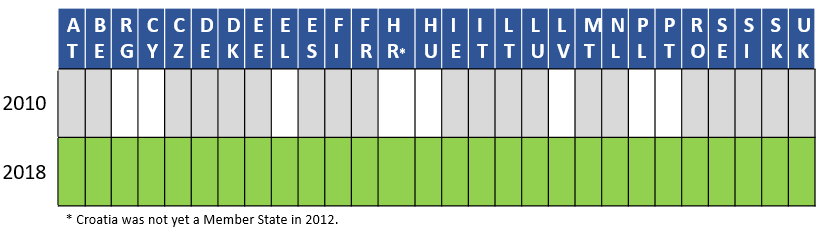 AT BE RG CY CZ DE DK EE EL ES FI FR HR* HU IE IT LT LU LV MT NL PL PT RO SE SI SK UK
2010
2018
* Croatia was not yet a Member State in 2012.